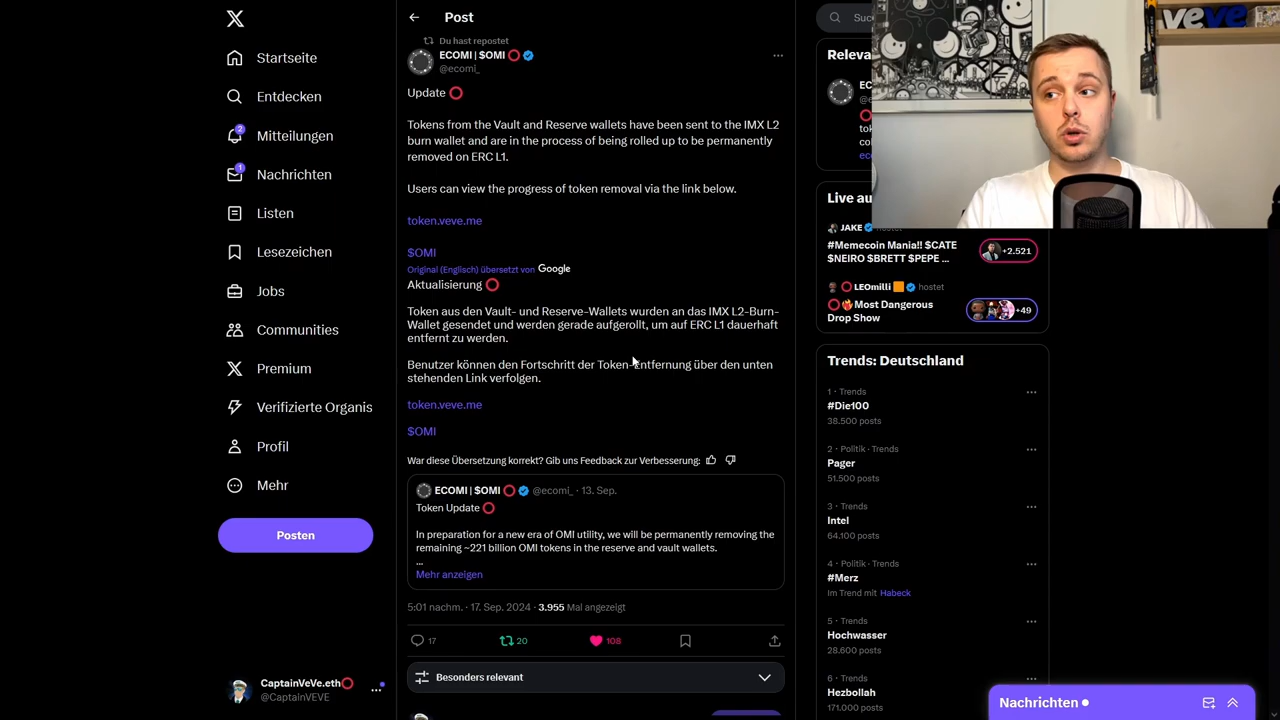 Startseite
Entdecken
2
Mitteilungen
1
Nachrichten
Listen
Lesezeichen
Jobs
Communities
Premium
Verifizierte Organis
Profil
Mehr
Posten
CaptainVeVe.eth
@CaptainVEVE
Post
Du hast repostet
ECOMI | $OMI
@ecomi_
Update
Tokens from the Vault and Reserve wallets have been sent to the IMX L2
burn wallet and are in the process of being rolled up to be permanently
removed on ERC L1.
Users can view the progress of token removal via the link below.
token.veve.me
$OMI
Original (Englisch) übersetzt von Google
Aktualisierung
Token aus den Vault- und Reserve-Wallets wurden an das IMX L2-Burn-
Wallet gesendet und werden gerade aufgerollt, um auf ERC L1 dauerhaft
entfernt zu werden.
Benutzer können den Fortschritt der Token-Entfernung über den unten
stehenden Link verfolgen.
token.veve.me
$OMI
War diese Übersetzung korrekt? Gib uns Feedback zur Verbesserung:
ECOMI | $OMI @ecomi_ · 13. Sep.
Token Update
In preparation for a new era of OMI utility, we will be permanently removing the
remaining ~221 billion OMI tokens in the reserve and vault wallets.
...
Mehr anzeigen
5:01 nachm. · 17. Sep. 2024 · 3.955 Mal angezeigt
17
20
108
Besonders relevant
Suc
Releva
EC
@e
tok
co
ec
Live au
JAKE hostet
#Memecoin Mania!! $CATE
$NEIRO $BRETT $PEPE ...
+2.521
LEOmilli hostet
Most Dangerous
Drop Show
+49
Trends: Deutschland
1 · Trends
#Die100
38.500 posts
2 · Politik · Trends
Pager
51.500 posts
3 · Trends
Intel
64.100 posts
4 · Politik · Trends
#Merz
Im Trend mit Habeck
5 · Trends
Hochwasser
28.600 posts
6 · Trends
Hezbollah
171.000 posts
Nachrichten
veve